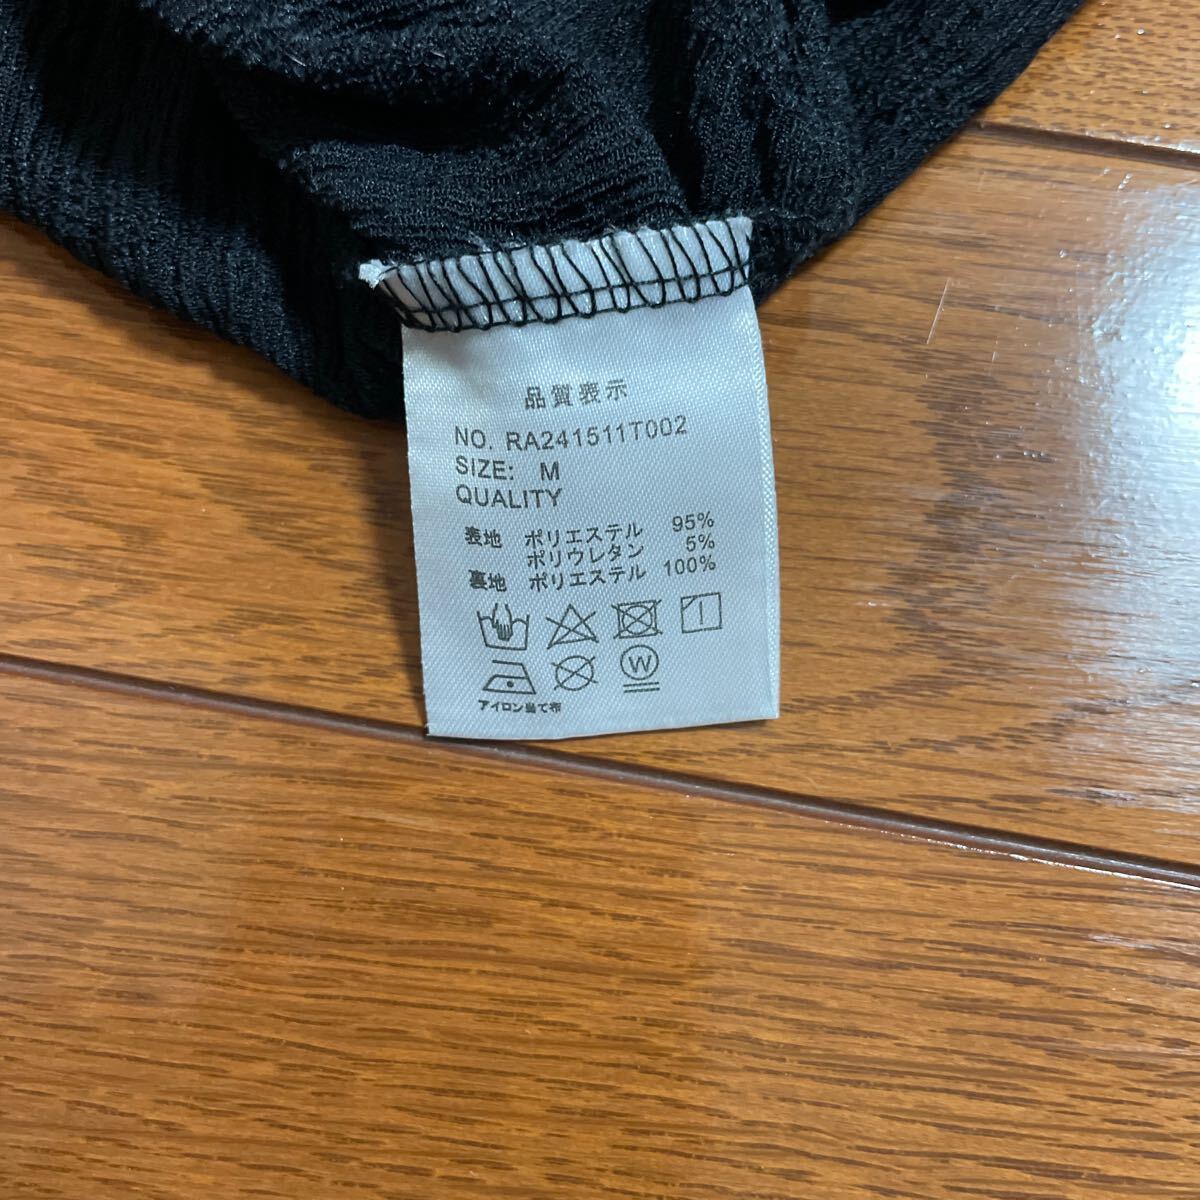 品質表示
NO. RA241511T002
SIZE: M
QUALITY
表地 ポリエステル 95%
ポリウレタン 5%
裏地 ポリエステル 100%
W
アイロン当て布